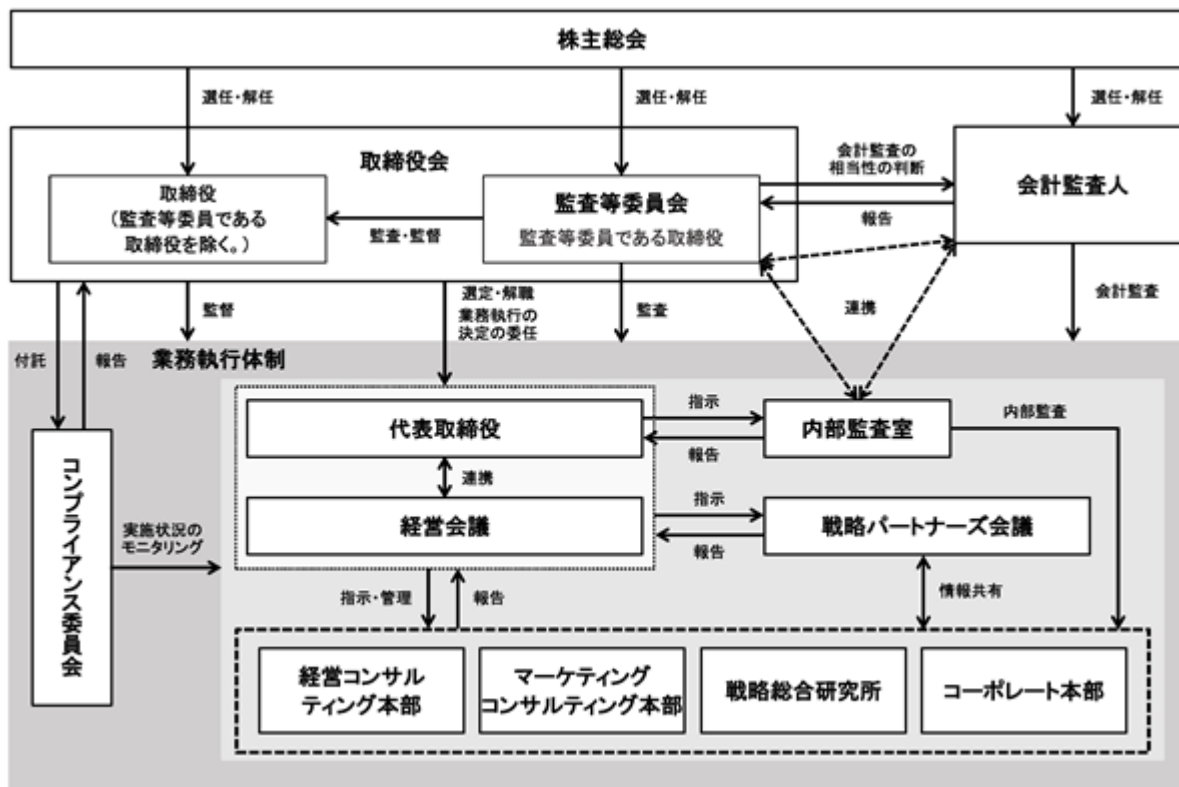 株主総会
選任・解任
選任・解任
選任・解任
取締役会
取締役
（監査等委員である
取締役を除く。）
監査・監督
監査等委員会
監査等委員である取締役
会計監査の
相当性の判断
報告
会計監査人
付託
報告
監督
選定・解職
業務執行の
決定の委任
監査
連携
会計監査
業務執行体制
コンプライアンス委員会
実施状況の
モニタリング
代表取締役
連携
経営会議
指示
報告
内部監査室
内部監査
指示
報告
戦略パートナーズ会議
指示・管理
報告
情報共有
経営コンサル
ティング本部
マーケティング
コンサルティング本部
戦略総合研究所
コーポレート本部